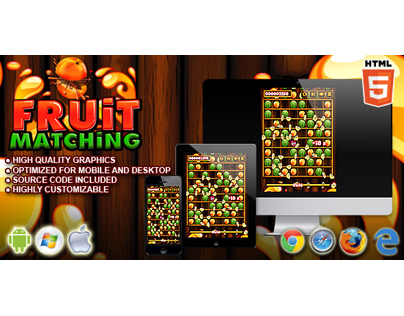 HTML
5
FRUiT
MATCHiNG
• HIGH QUALITY GRAPHICS
• OPTIMIZED FOR MOBILE AND DESKTOP
• SOURCE CODE INCLUDED
• HIGHLY CUSTOMIZABLE